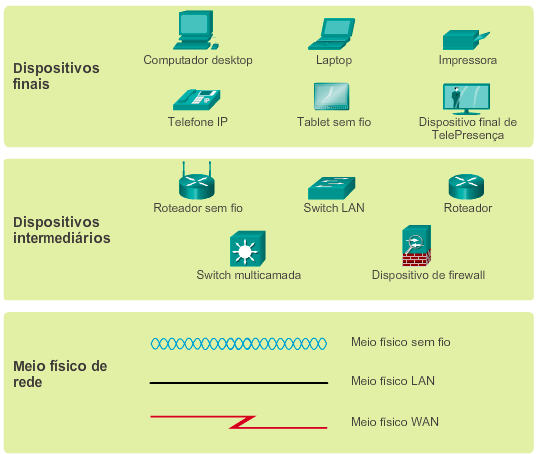 Dispositivos
finais
Computador desktop
Laptop
Impressora
Telefone IP
Tablet sem fio
Dispositivo final de
TelePresença
Dispositivos
intermediários
Roteador sem fio
Switch LAN
Roteador
Switch multicamada
Dispositivo de firewall
Meio físico de
rede
Meio físico sem fio
Meio físico LAN
Meio físico WAN